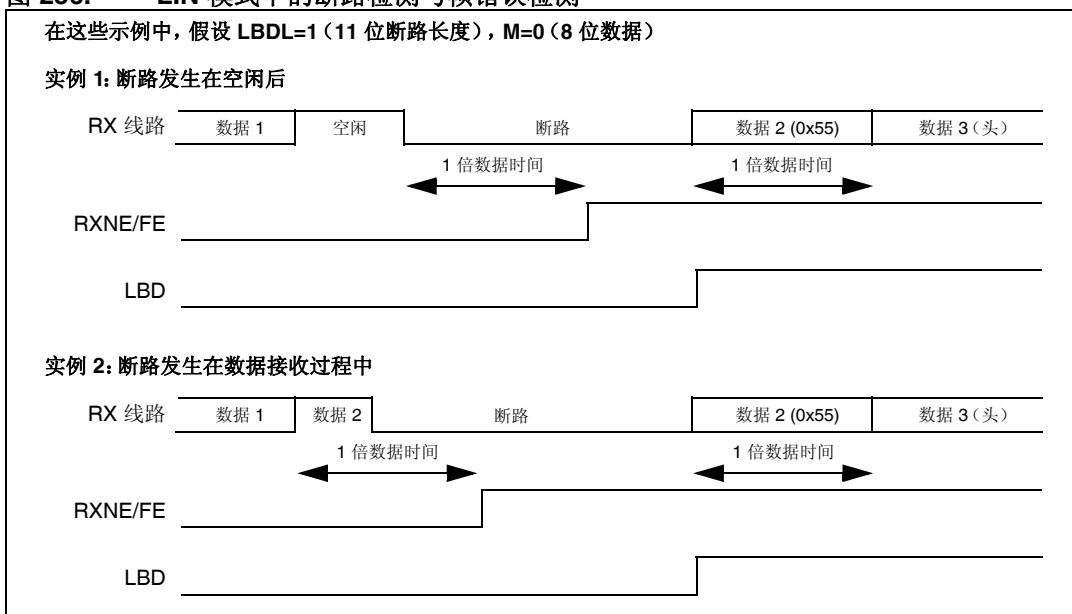 在这些示例中，假设 LBDL=1（11 位断路长度），M=0（8 位数据）
实例 1：断路发生在空闲后
RX 线路 数据 1 空闲 断路 数据 2 (0x55) 数据 3（头）
1 倍数据时间 1 倍数据时间
RXNE/FE
LBD
实例 2：断路发生在数据接收过程中
RX 线路 数据 1 数据 2 断路 数据 2 (0x55) 数据 3（头）
1 倍数据时间 1 倍数据时间
RXNE/FE
LBD